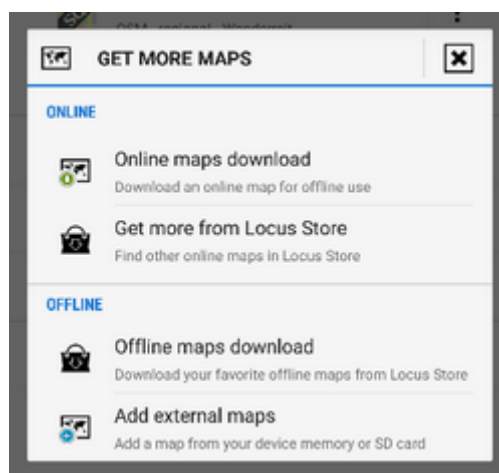 GET MORE MAPS
ONLINE
Online maps download
Download an online map for offline use
Get more from Locus Store
Find other online maps in Locus Store
OFFLINE
Offline maps download
Download your favorite offline maps from Locus Store
Add external maps
Add a map from your device memory or SD card